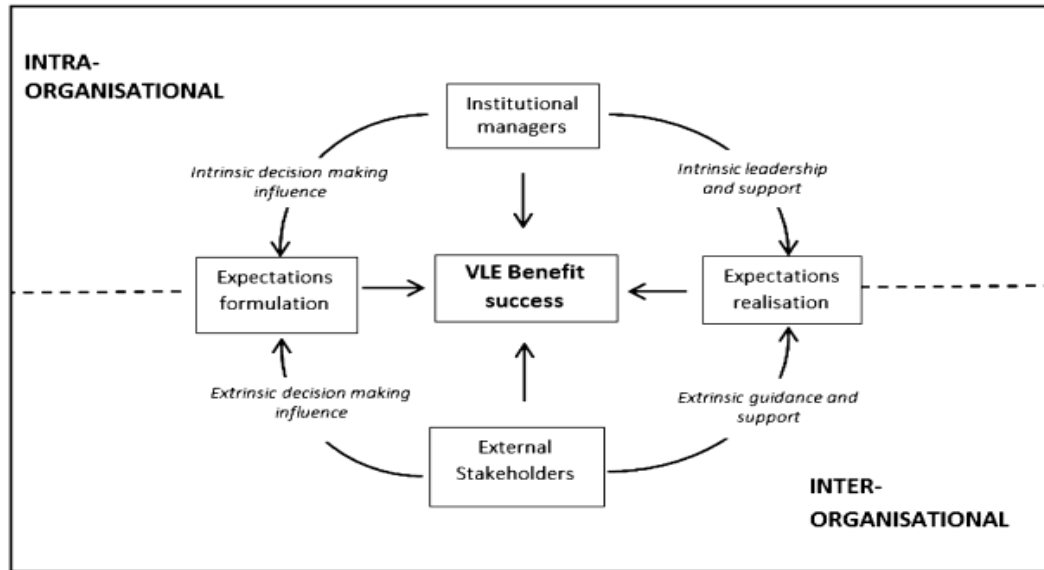 INTRA-
ORGANISATIONAL
Institutional
managers
Intrinsic decision making
influence
Intrinsic leadership
and support
Expectations
formulation
VLE Benefit
success
Expectations
realisation
Extrinsic decision making
influence
Extrinsic guidance and
support
External
Stakeholders
INTER-
ORGANISATIONAL